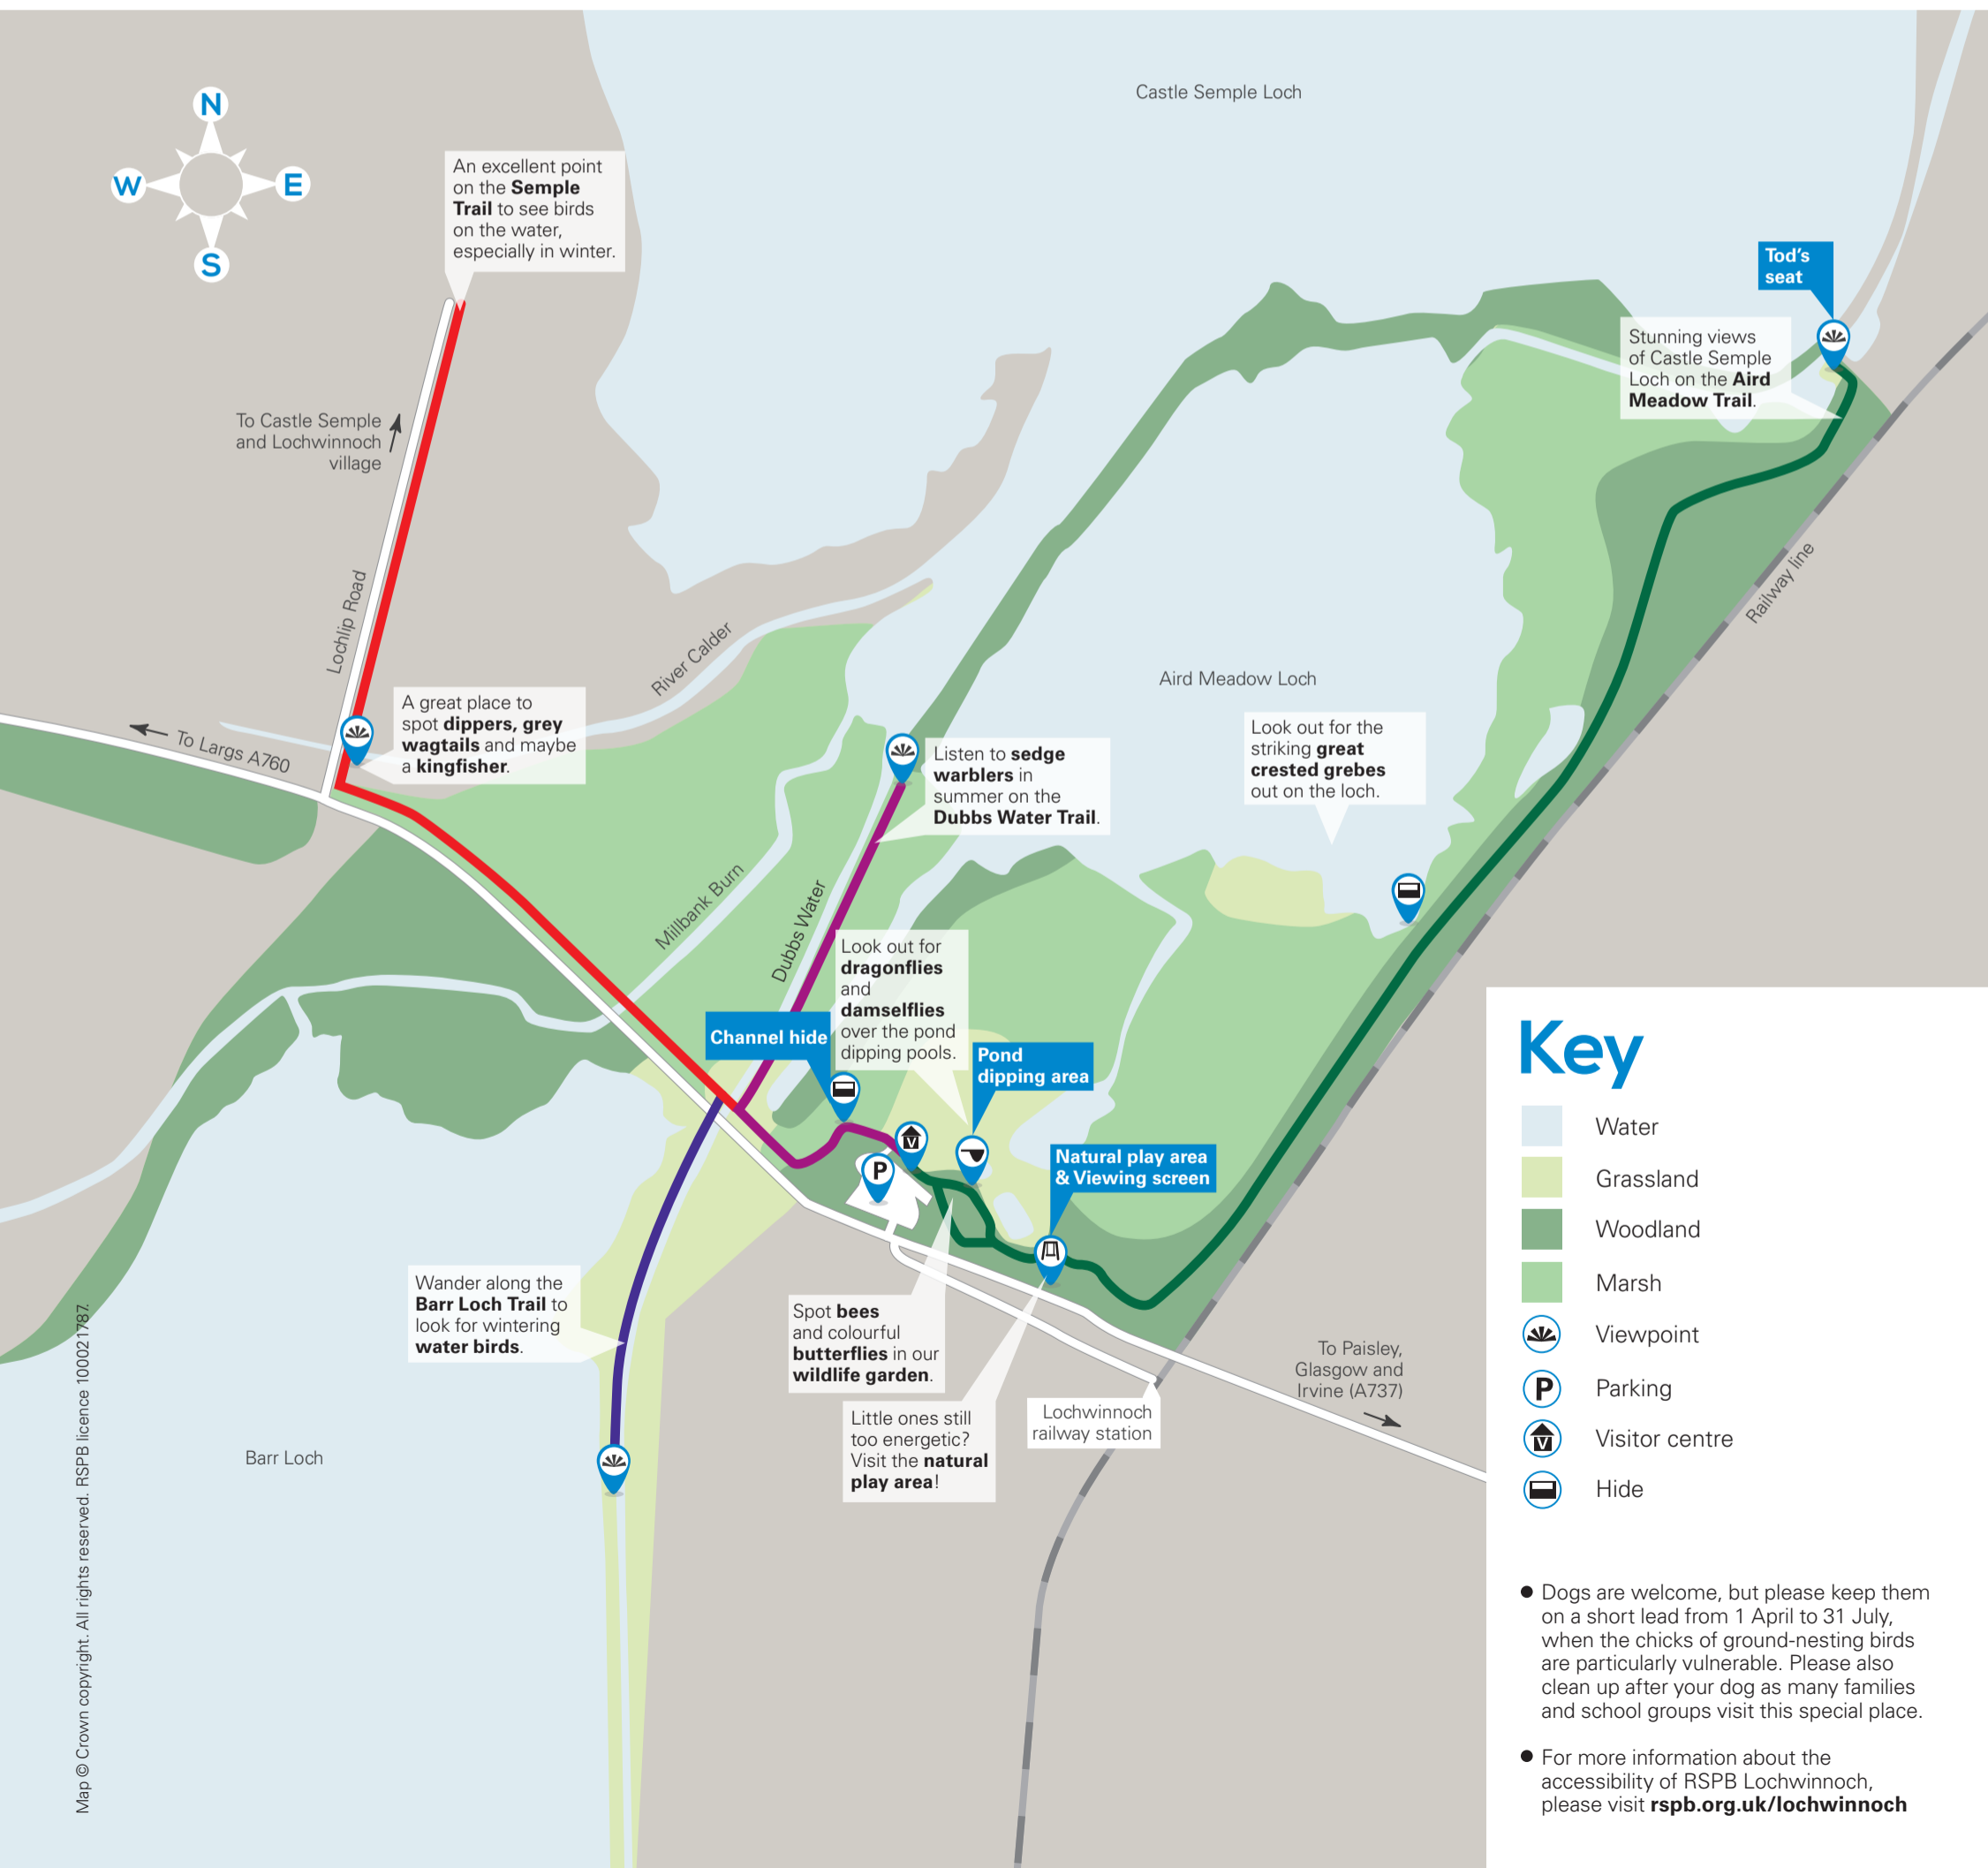 Castle Semple Loch
N
W
E
S
An excellent point
on the Semple
Trail to see birds
on the water,
especially in winter.
Tod's
seat
Stunning views
of Castle Semple
Loch on the Aird
Meadow Trail.
To Castle Semple
and Lochwinnoch
village
Lochlip Road
River Calder
Railway line
Aird Meadow Loch
A great place to
spot dippers, grey
wagtails and maybe
a kingfisher.
To Largs A760
Listen to sedge
warblers in
summer on the
Dubbs Water Trail.
Look out for the
striking great
crested grebes
out on the loch.
Millbank Burn
Dubbs Water
Look out for
dragonflies
and
damselflies
over the pond
dipping pools.
Channel hide
Pond
dipping area
V
P
Natural play area
& Viewing screen
Wander along the
Barr Loch Trail to
look for wintering
water birds.
Spot bees
and colourful
butterflies in our
wildlife garden.
Little ones still
too energetic?
Visit the natural
play area!
Lochwinnoch
railway station
To Paisley,
Glasgow and
Irvine (A737)
Barr Loch
Map © Crown copyright. All rights reserved. RSPB licence 100021787.
Key
Water
Grassland
Woodland
Marsh
Viewpoint
P Parking
V Visitor centre
Hide
● Dogs are welcome, but please keep them
on a short lead from 1 April to 31 July,
when the chicks of ground-nesting birds
are particularly vulnerable. Please also
clean up after your dog as many families
and school groups visit this special place.
● For more information about the
accessibility of RSPB Lochwinnoch,
please visit rspb.org.uk/lochwinnoch